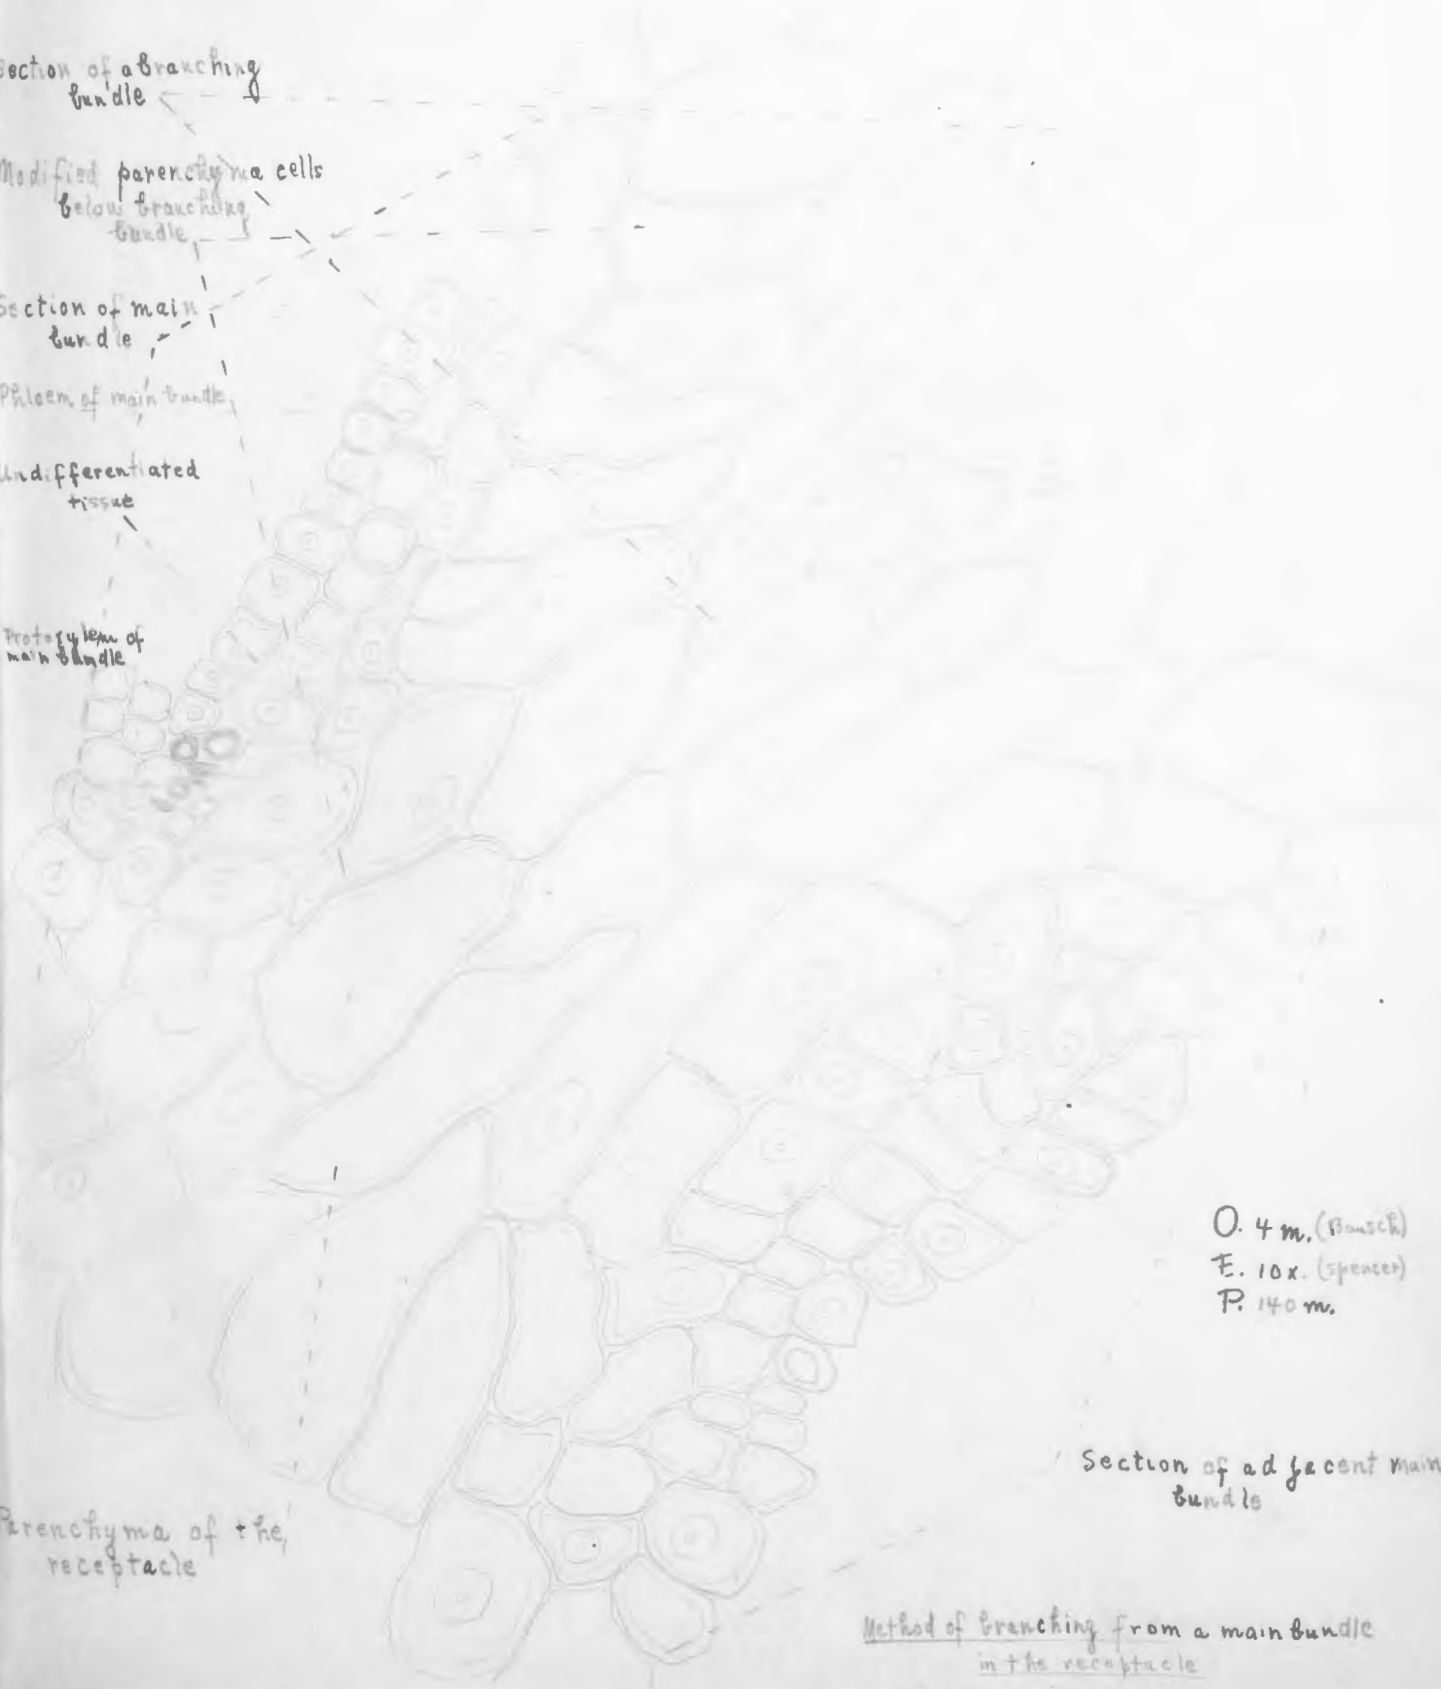 Section of a branching
bundle
Modified parenchyma cells
below branching
bundle
Section of main
bundle
Phloem of main bundle
Undifferentiated
tissue
Protoxylem of
main bundle
O. 4 m. (Bausch)
E. 10x. (spencer)
P. 140 m.
Section of adjacent main
bundle
Parenchyma of the
receptacle
Method of branching from a main bundle
in the receptacle